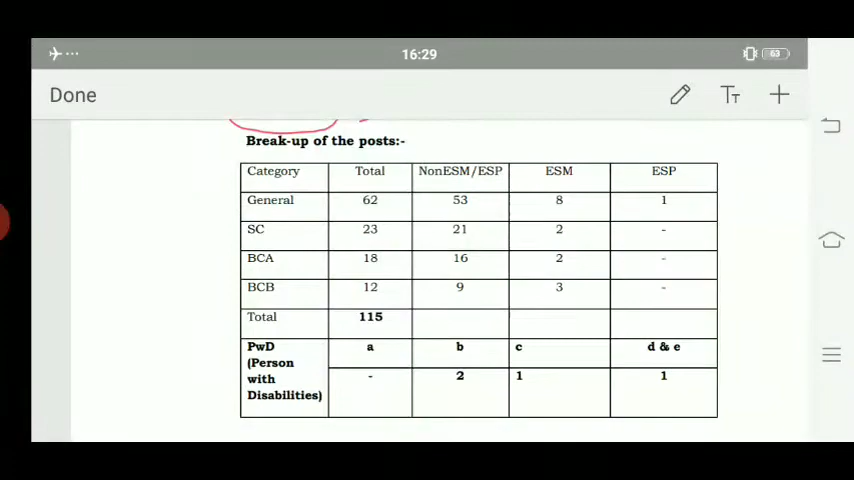 16:29
63
Done
Tт
Break-up of the posts:-
Category Total NonESM/ESP ESM ESP
General 62 53 8 1
SC 23 21 2 -
BCA 18 16 2 -
BCB 12 9 3 -
Total 115
PwD (Person with Disabilities) a b c d & e
- 2 1 1